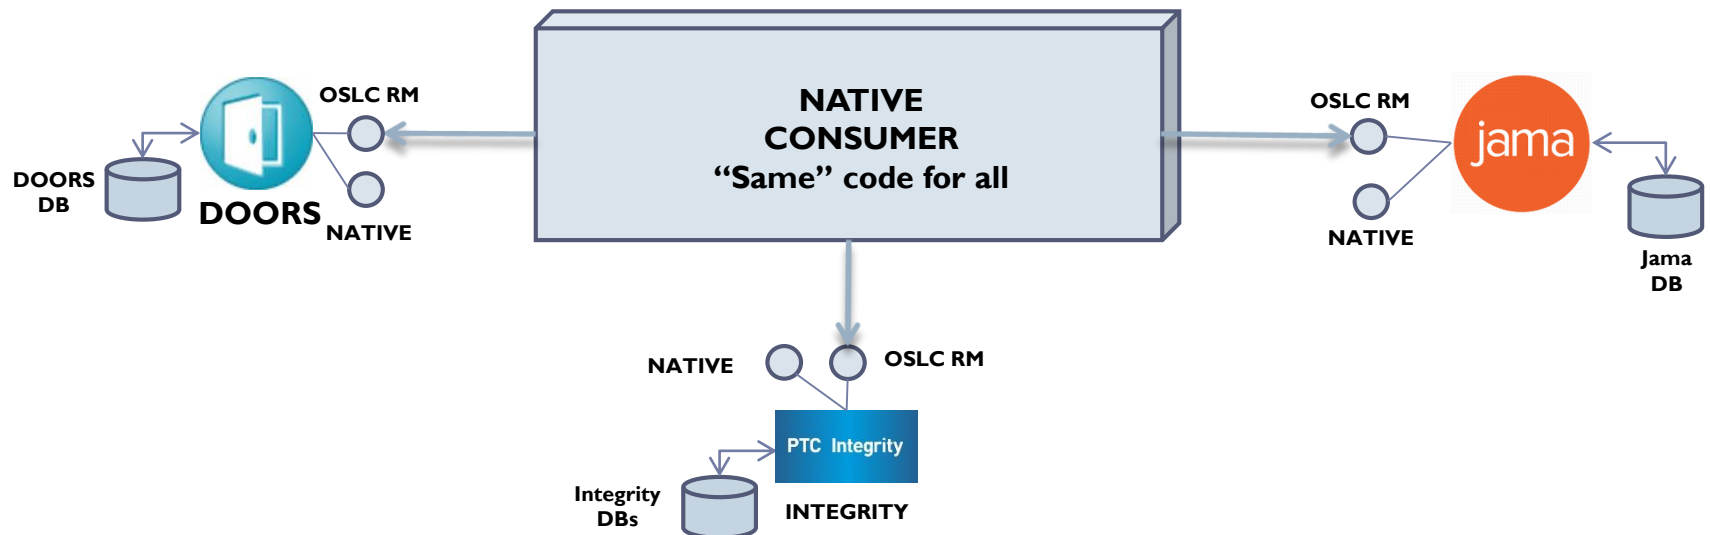 NATIVE
CONSUMER
“Same” code for all
OSLC RM
DOORS
DB
DOORS
NATIVE
OSLC RM
jama
NATIVE
Jama
DB
NATIVE
OSLC RM
PTC Integrity
Integrity
DBs
INTEGRITY